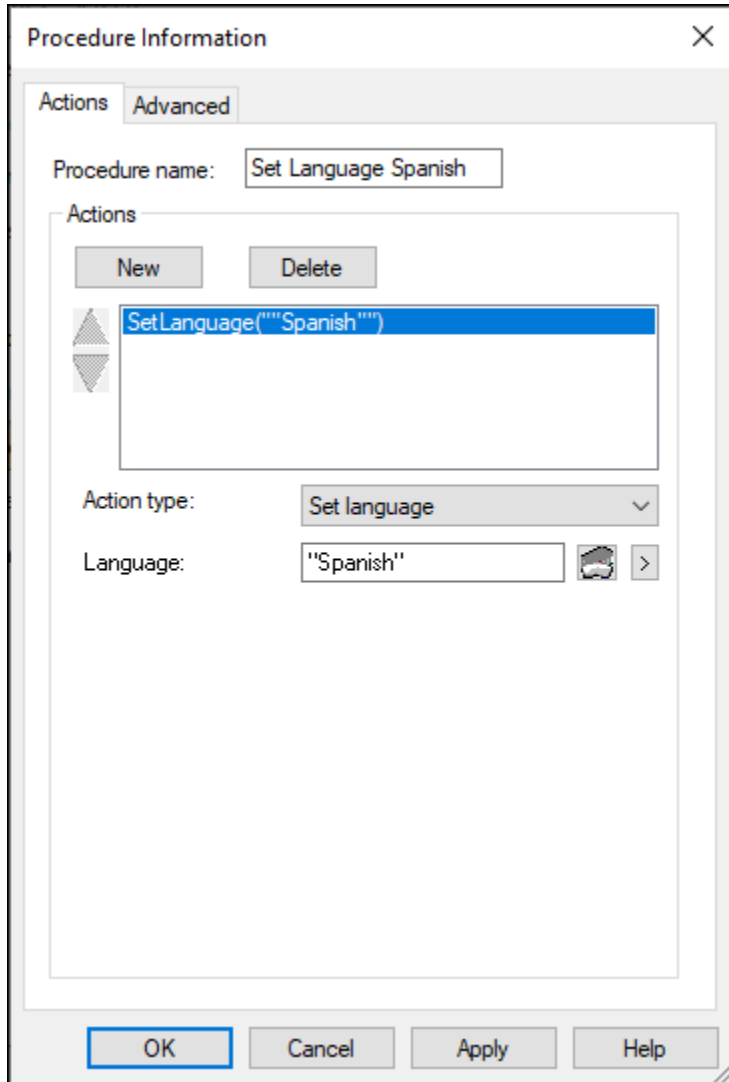 Procedure Information
Actions Advanced
Procedure name: Set Language Spanish
Actions
New Delete
SetLanguage(""Spanish"")
Action type: Set language
Language: "Spanish" >
OK Cancel Apply Help